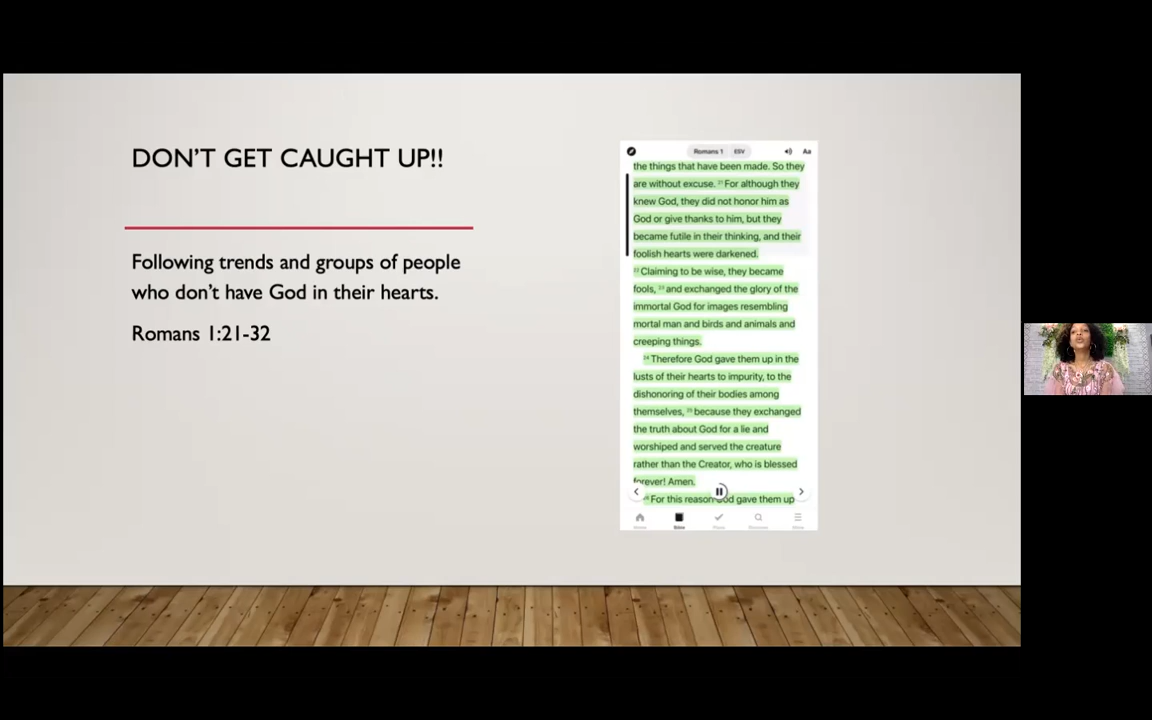 DON'T GET CAUGHT UP!!
Following trends and groups of people
who don't have God in their hearts.
Romans 1:21-32
Romans 1 ESV
Aa
the things that have been made. So they
are without excuse. 21 For although they
knew God, they did not honor him as
God or give thanks to him, but they
became futile in their thinking, and their
foolish hearts were darkened.
22 Claiming to be wise, they became
fools, 23 and exchanged the glory of the
immortal God for images resembling
mortal man and birds and animals and
creeping things.
24 Therefore God gave them up in the
lusts of their hearts to impurity, to the
dishonoring of their bodies among
themselves, 25 because they exchanged
the truth about God for a lie and
worshiped and served the creature
rather than the Creator, who is blessed
forever! Amen.
26 For this reason God gave them up